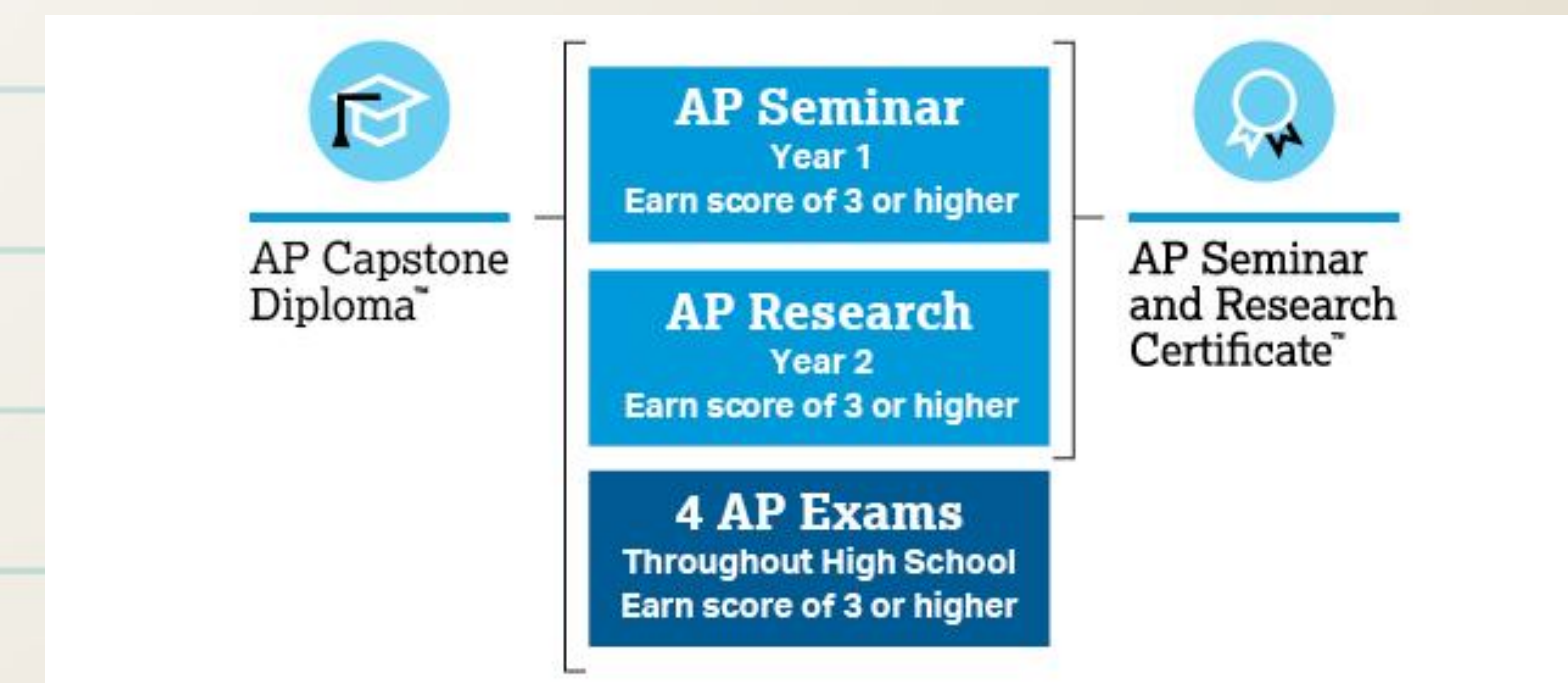 AP Capstone
Diploma™
AP Seminar
Year 1
Earn score of 3 or higher
AP Research
Year 2
Earn score of 3 or higher
4 AP Exams
Throughout High School
Earn score of 3 or higher
AP Seminar
and Research
Certificate™